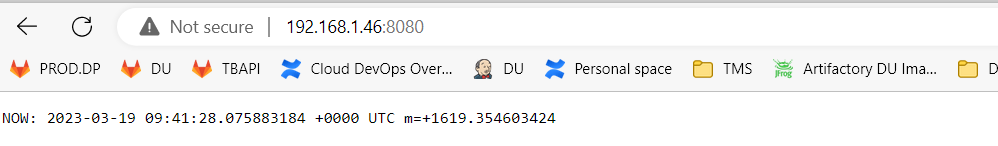 Not secure | 192.168.1.46:8080
PROD.DP DU TBAPI Cloud DevOps Over... DU Personal space TMS JFrog Artifactory DU Ima... D
NOW: 2023-03-19 09:41:28.075883184 +0000 UTC m=+1619.354603424